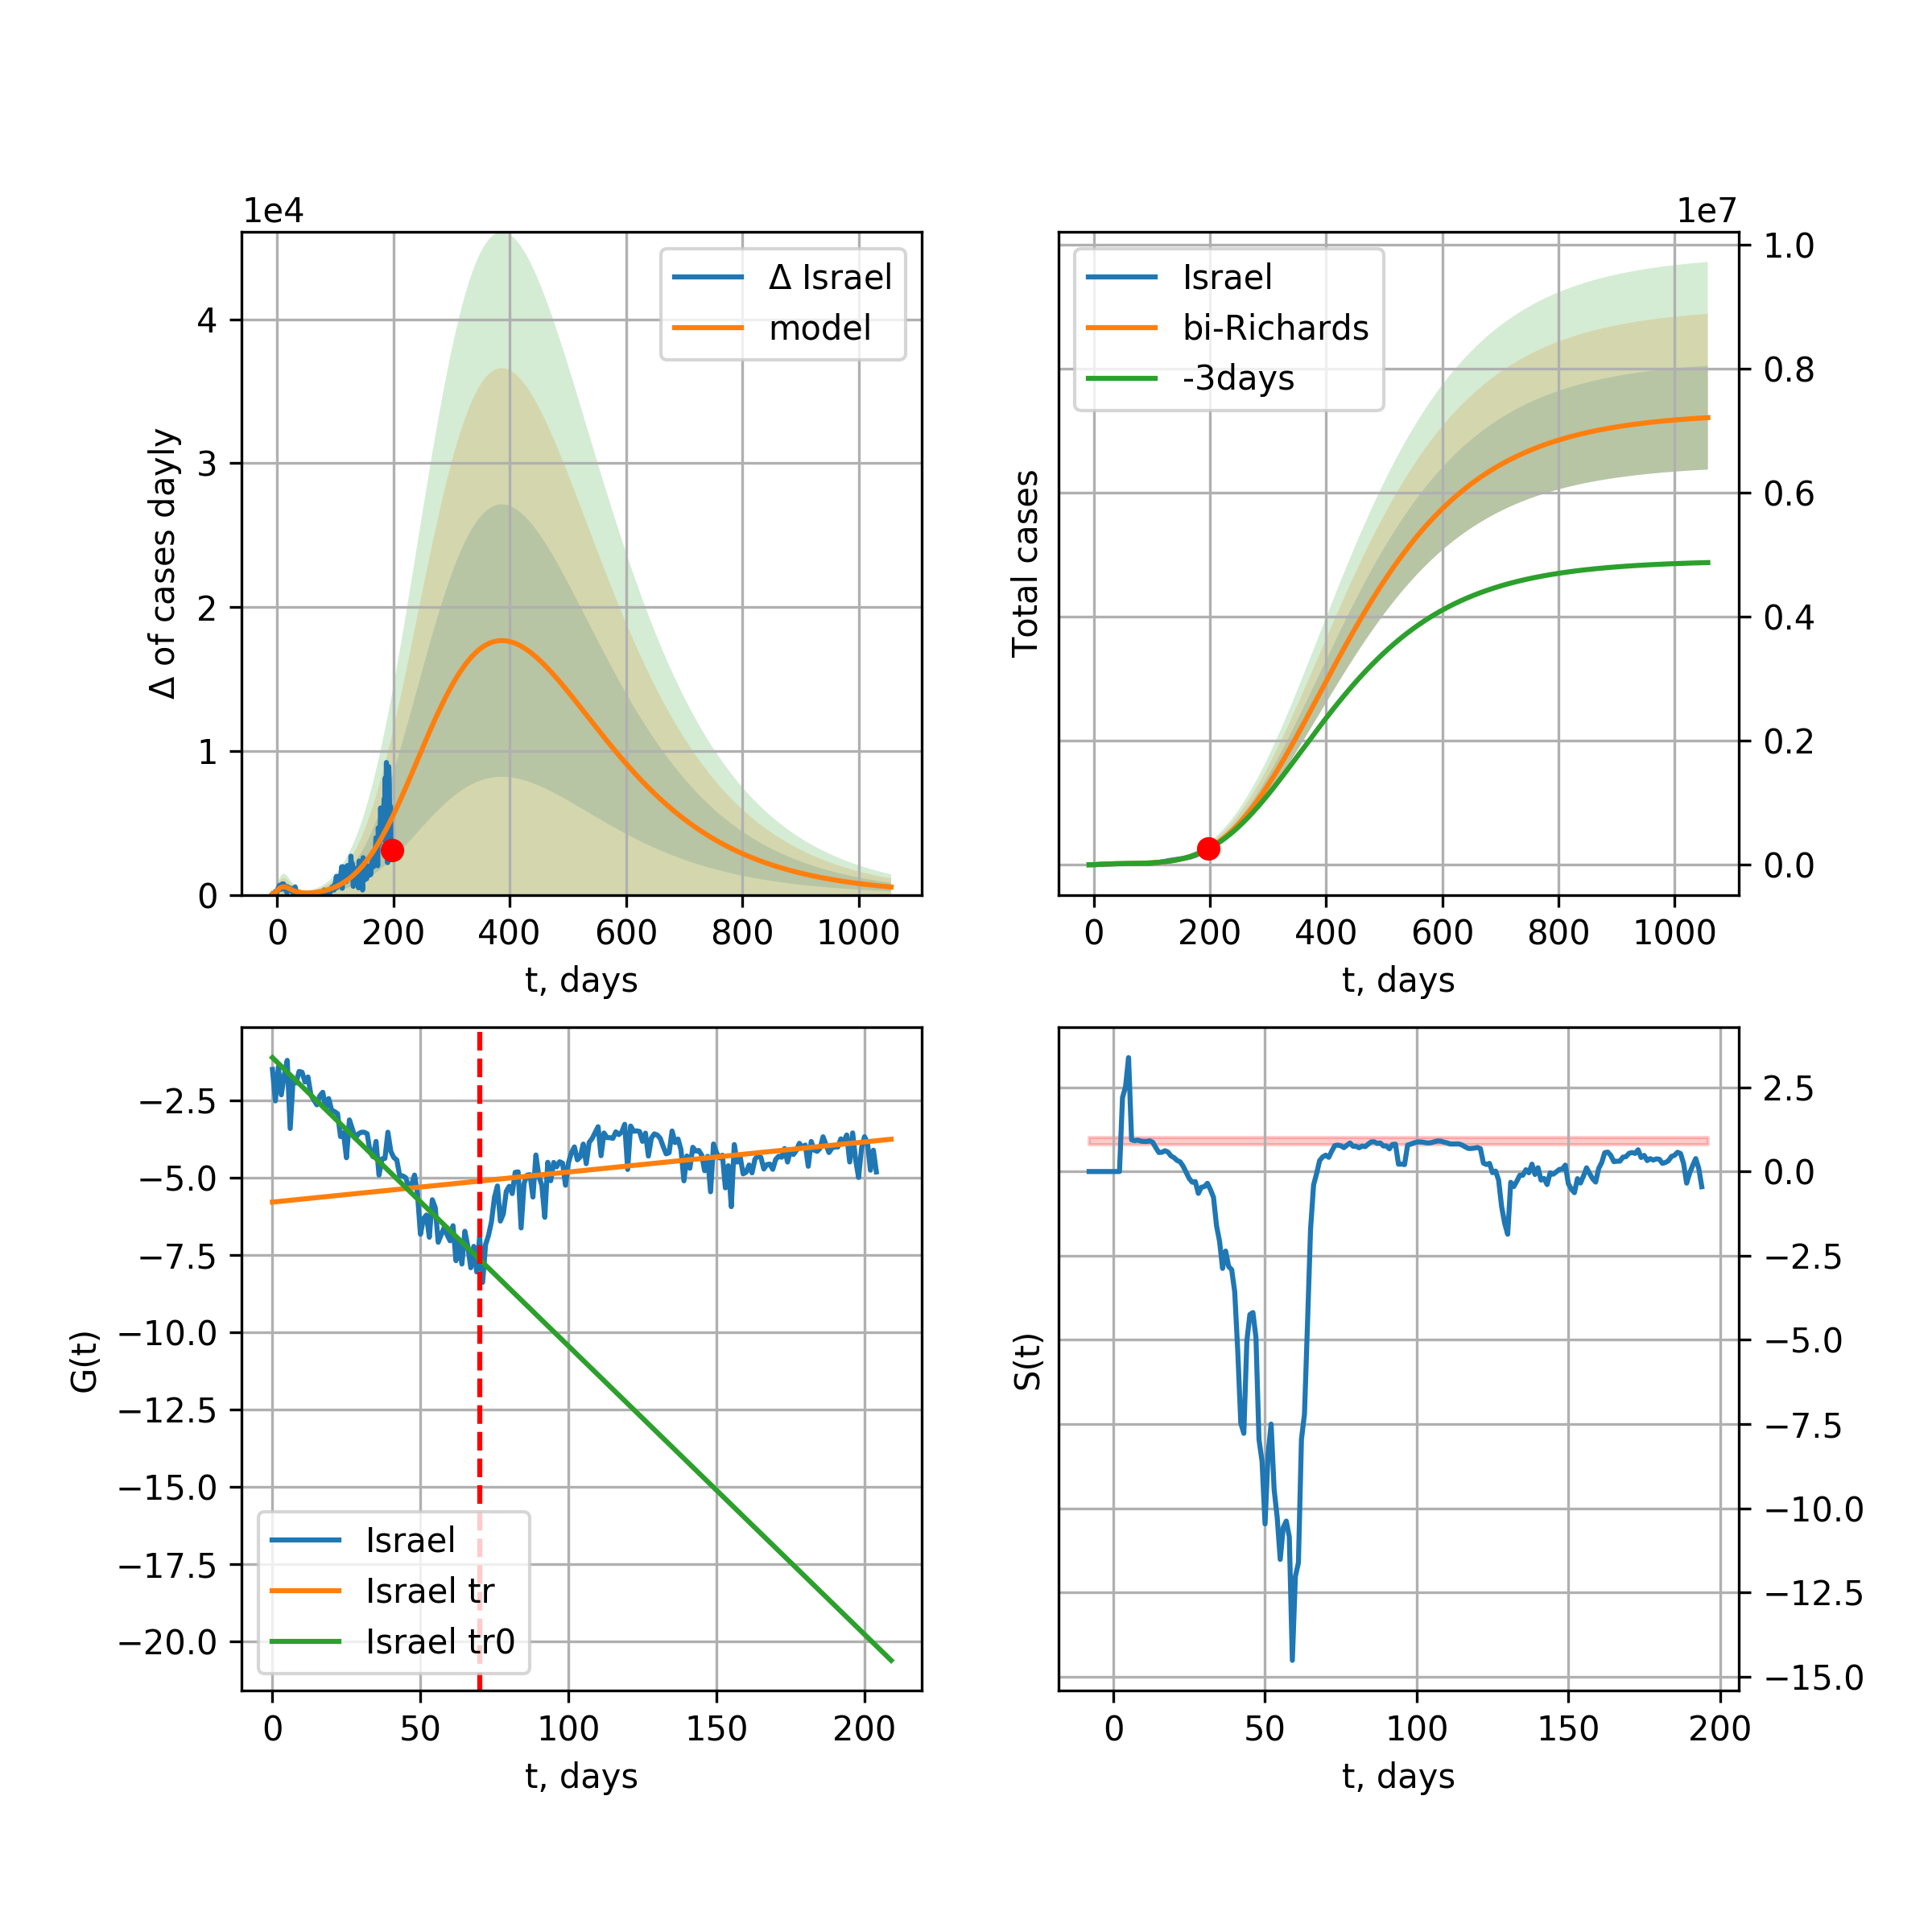 1e4
Δ of cases dayly
4
3
2
1
0
0 200 400 600 800 1000
t, days
Δ Israel
model
1e7
Total cases
1.0
0.8
0.6
0.4
0.2
0.0
0 200 400 600 800 1000
t, days
Israel
bi-Richards
-3days
G(t)
−2.5
−5.0
−7.5
−10.0
−12.5
−15.0
−17.5
−20.0
0 50 100 150 200
t, days
Israel
Israel tr
Israel tr0
S(t)
2.5
0.0
−2.5
−5.0
−7.5
−10.0
−12.5
−15.0
0 50 100 150 200
t, days